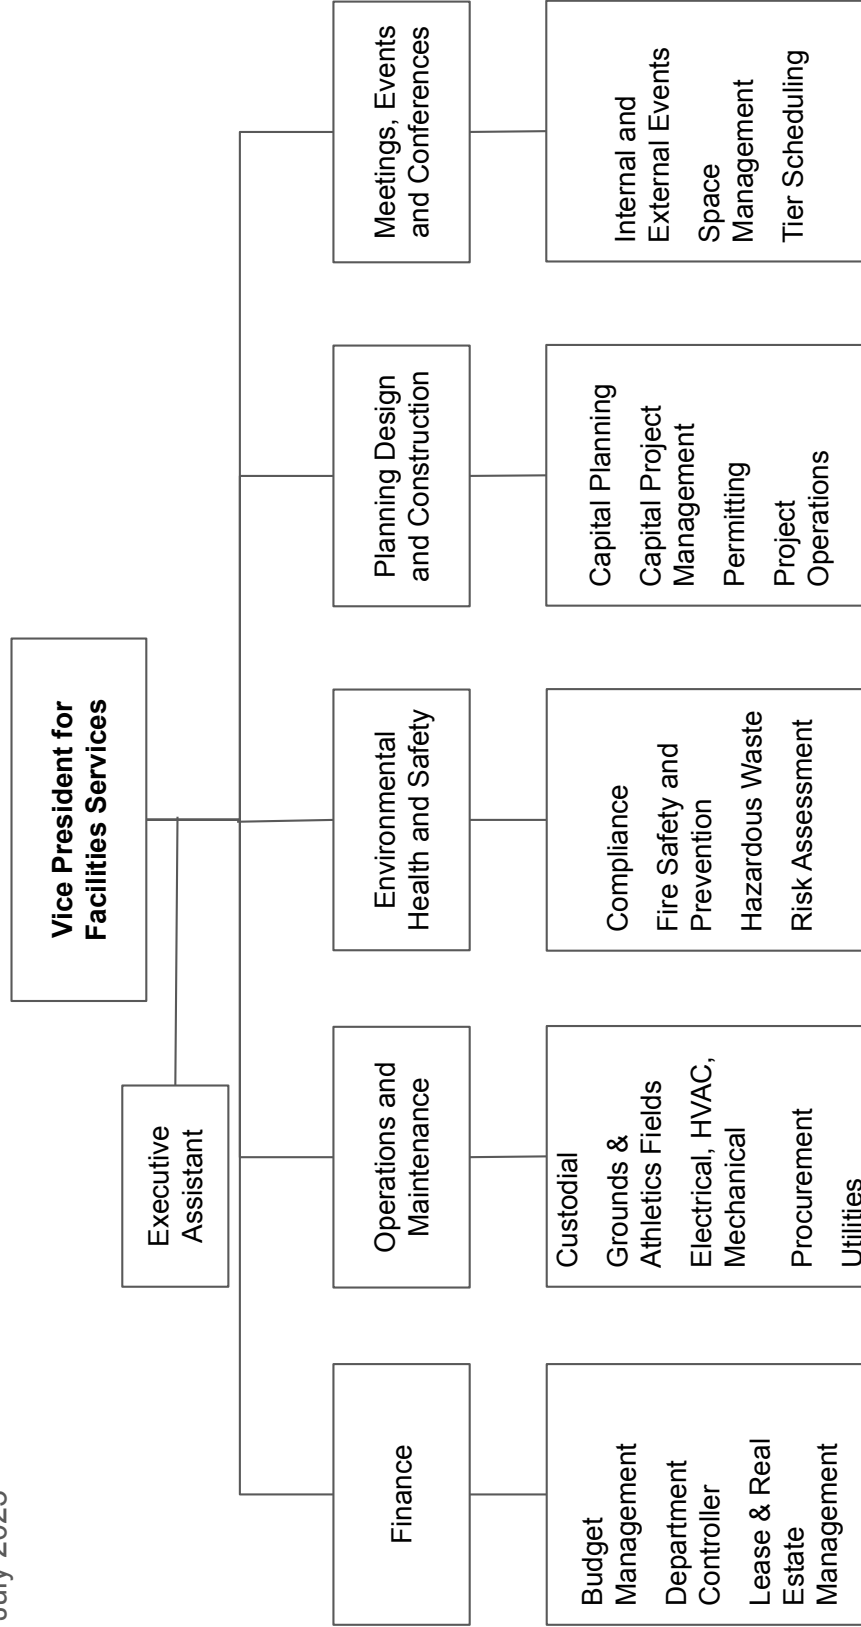 July 2025
Vice President for
Facilities Services
Executive
Assistant
Finance
Operations and
Maintenance
Environmental
Health and Safety
Planning Design
and Construction
Meetings, Events
and Conferences
Budget
Management
Department
Controller
Lease & Real
Estate
Management
Custodial
Grounds &
Athletics Fields
Electrical, HVAC,
Mechanical
Procurement
Utilities
Compliance
Fire Safety and
Prevention
Hazardous Waste
Risk Assessment
Capital Planning
Capital Project
Management
Permitting
Project
Operations
Internal and
External Events
Space
Management
Tier Scheduling